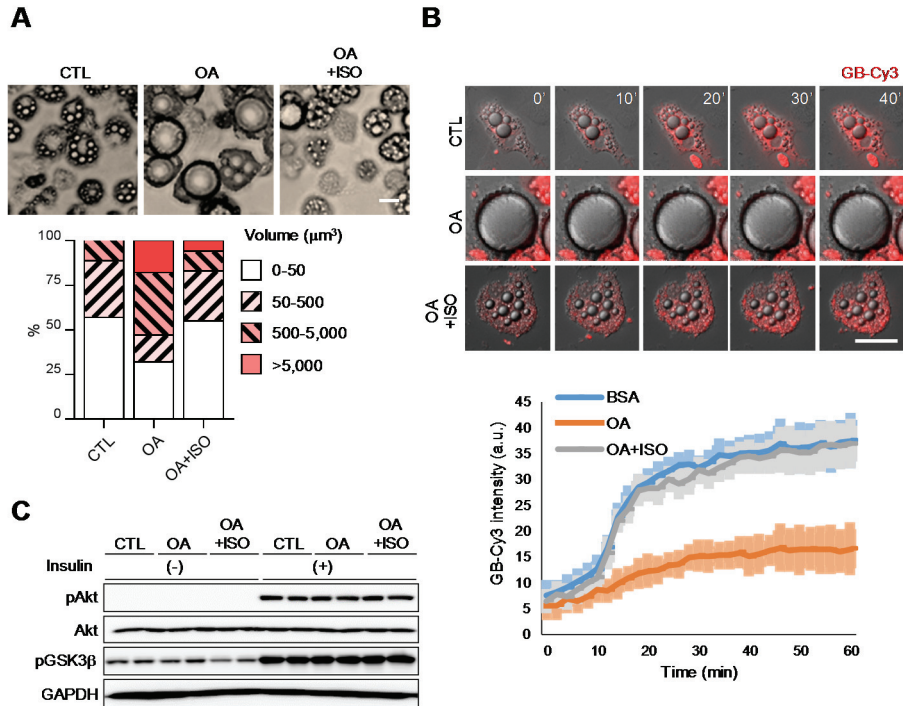 A
CTL
OA
OA
+ISO
Volume (μm³)
0-50
50-500
500-5,000
>5,000
100
75
50
25
0
%
CTL
OA
OA+ISO
B
GB-Cy3
0'
10'
20'
30'
40'
CTL
OA
OA
+ISO
BSA
OA
OA+ISO
GB-Cy3 intensity (a.u.)
45
40
35
30
25
20
15
10
5
0 10 20 30 40 50 60
Time (min)
C
CTL OA OA +ISO CTL OA OA +ISO
Insulin (-) (+)
pAkt
Akt
pGSK3β
GAPDH